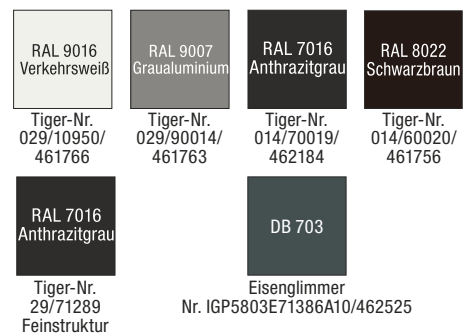 RAL 9016
Verkehrsweiß
Tiger-Nr.
029/10950/
461766
RAL 9007
Graualuminium
Tiger-Nr.
029/90014/
461763
RAL 7016
Anthrazitgrau
Tiger-Nr.
014/70019/
462184
RAL 8022
Schwarzbraun
Tiger-Nr.
014/60020/
461756
RAL 7016
Anthrazitgrau
Tiger-Nr.
29/71289
Feinstruktur
DB 703
Eisenglimmer
Nr. IGP5803E71386A10/462525